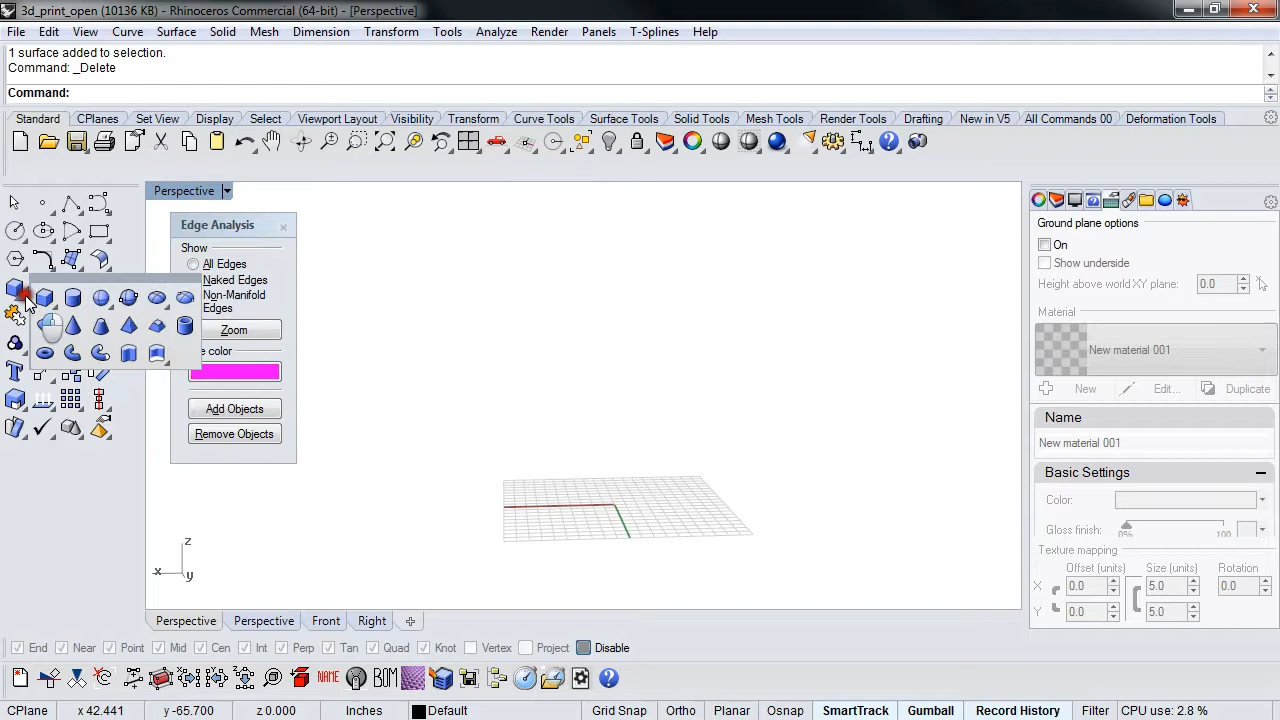 3d_print_open (10136 KB) - Rhinoceros Commercial (64-bit) - [Perspective]
File Edit View Curve Surface Solid Mesh Dimension Transform Tools Analyze Render Panels T-Splines Help
1 surface added to selection.
Command: _Delete
Command:
Standard CPlanes Set View Display Select Viewport Layout Visibility Transform Curve Tools Surface Tools Solid Tools Mesh Tools Render Tools Drafting New in V5 All Commands 00 Deformation Tools
Perspective
Edge Analysis
Show
All Edges
Naked Edges
Non-Manifold
Edges
Zoom
e color
Add Objects
Remove Objects
Ground plane options
On
Show underside
Height above world XY plane: 0.0
Material
New material 001
New Edit... Duplicate
Name
New material 001
Basic Settings
Color:
Gloss finish: 0% 100
Texture mapping
Offset (units) Size (units) Rotation
X 0.0 5.0 0.0
Y 0.0 5.0
z
x
y
Perspective Perspective Front Right
End Near Point Mid Cen Int Perp Tan Quad Knot Vertex Project Disable
NAME BOM
CPlane x 42.441 y -65.700 z 0.000 Inches Default Grid Snap Ortho Planar Osnap SmartTrack Gumball Record History Filter CPU use: 2.8 %